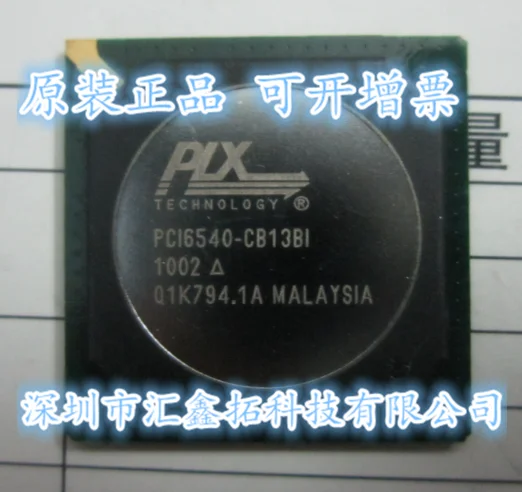 原装正品 可开增票
量
PLX
TECHNOLOGY ®
PCI6540-CB13BI
1002 △
Q1K794.1A MALAYSIA
深圳市汇鑫拓科技有限公司